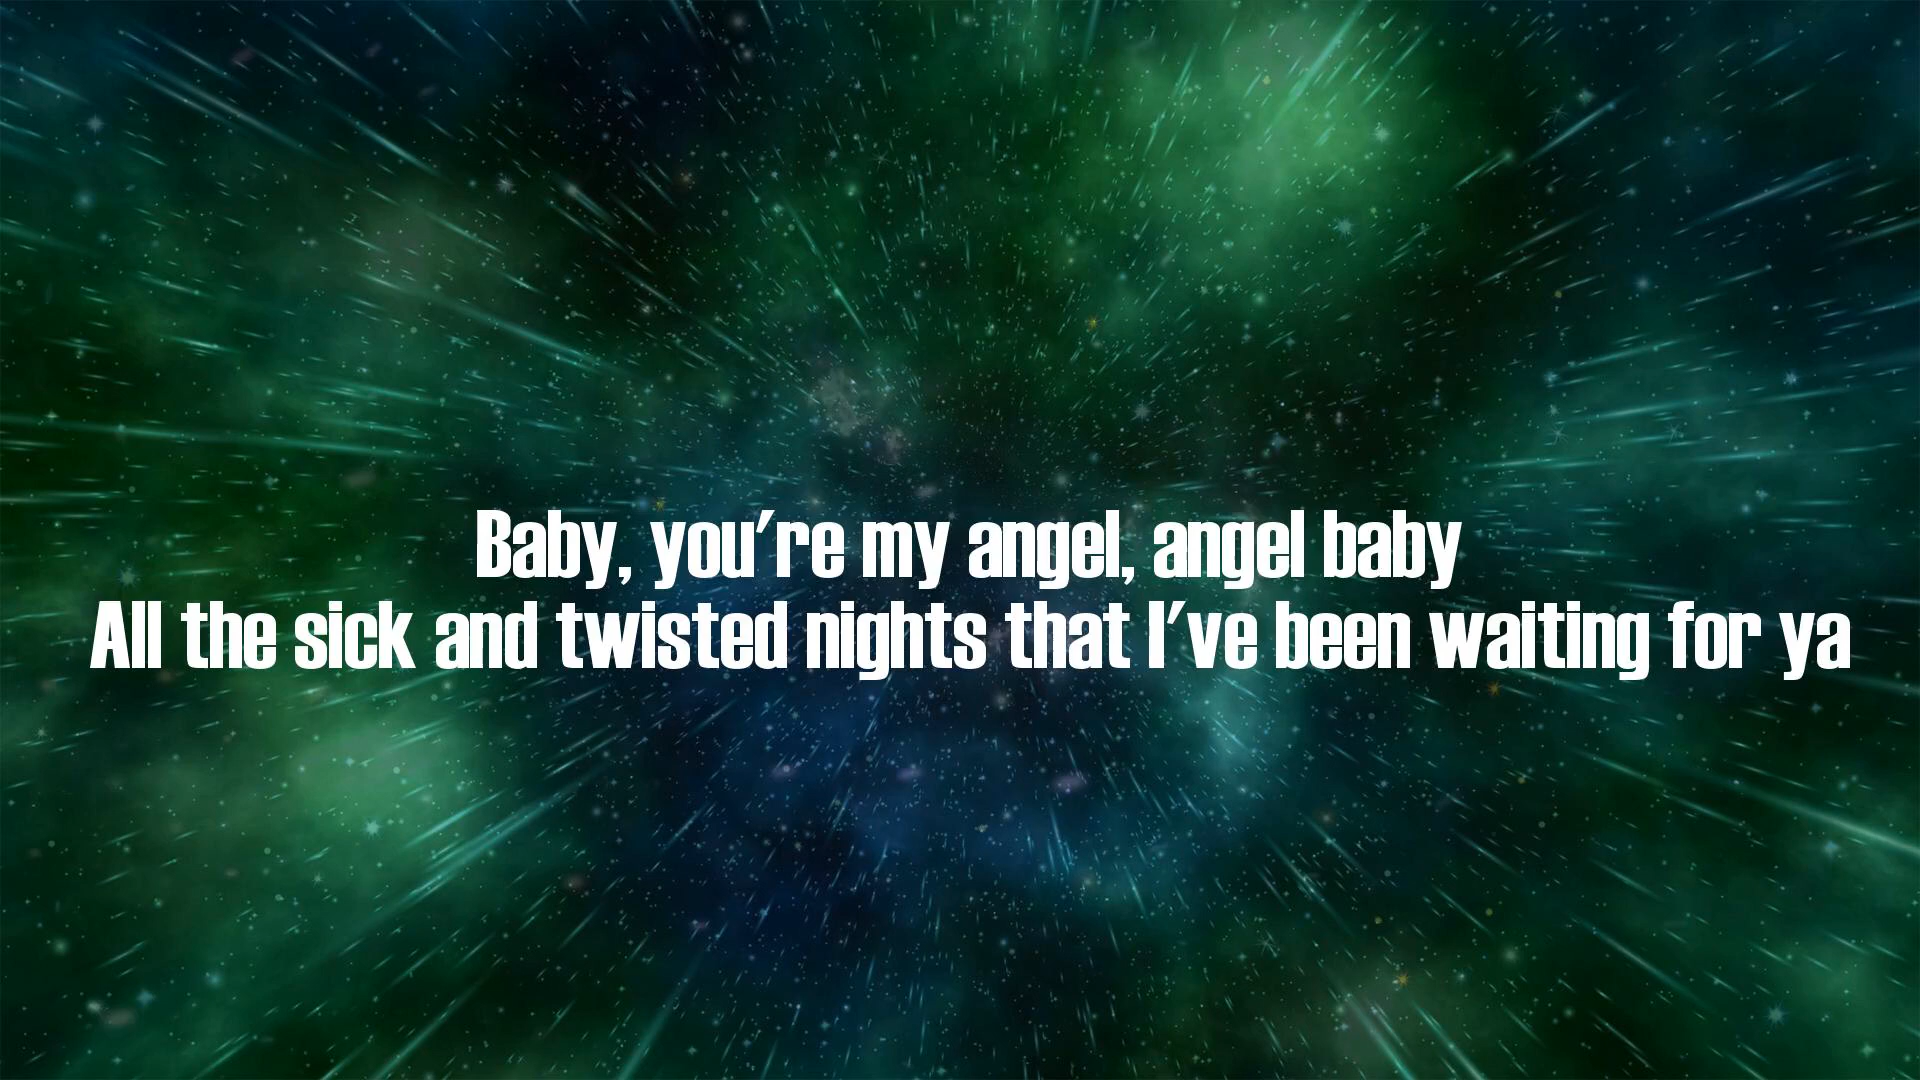 Baby, you're my angel, angel baby
All the sick and twisted nights that I've been waiting for ya